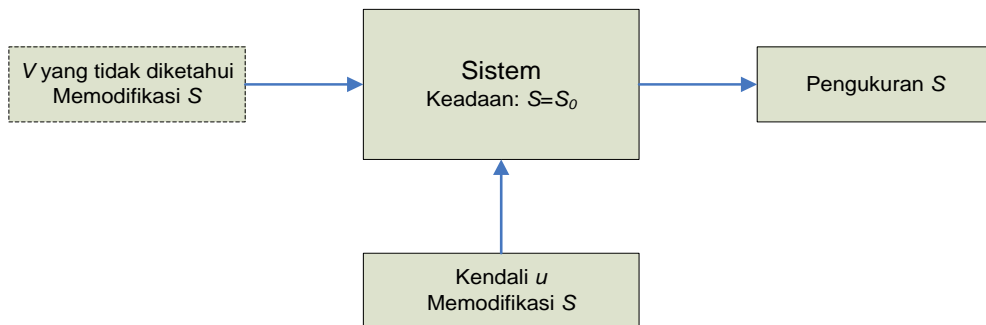 V yang tidak diketahui
Memodifikasi S
Sistem
Keadaan: S=S₀
Pengukuran S
Kendali u
Memodifikasi S